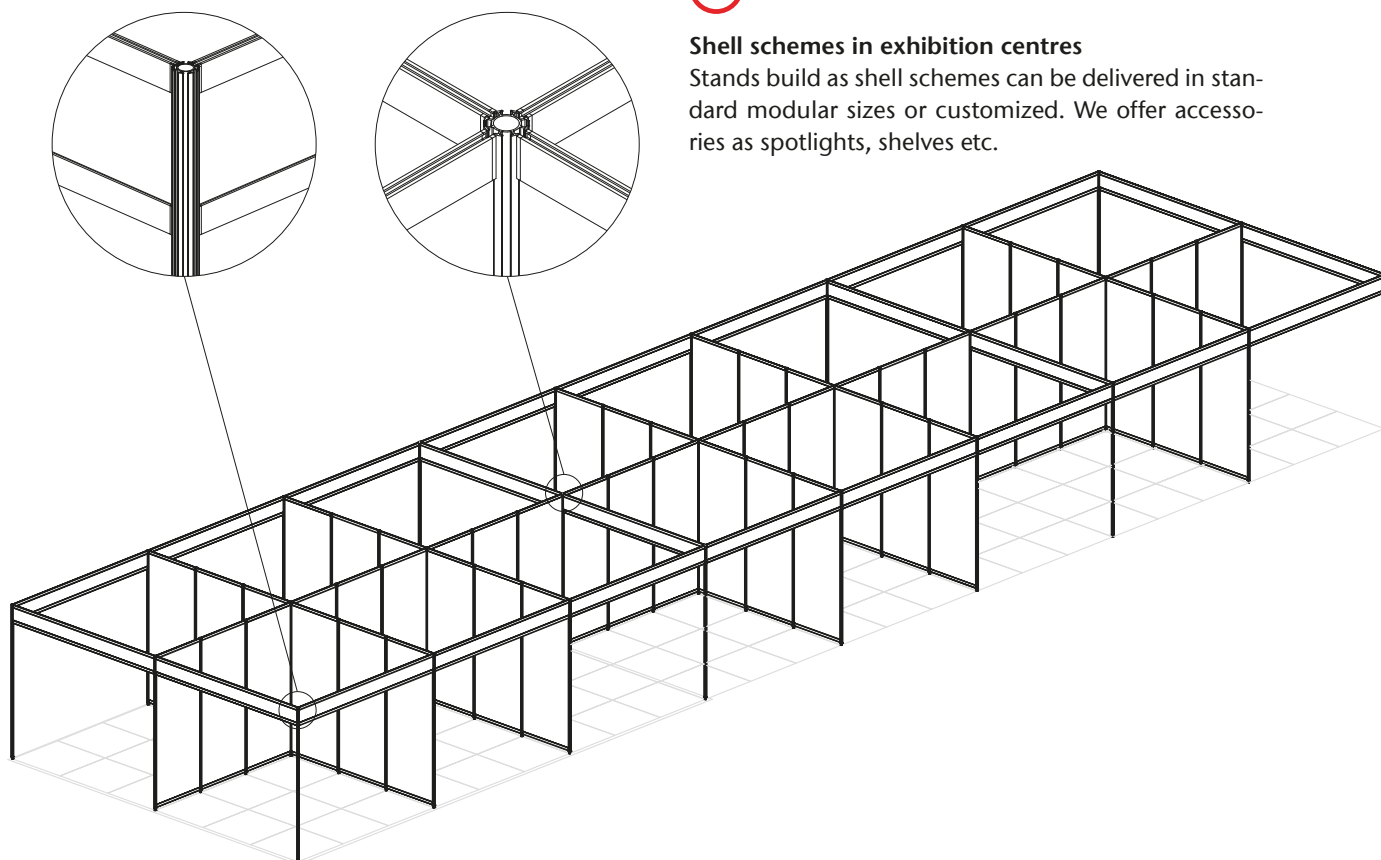 Shell schemes in exhibition centres
Stands build as shell schemes can be delivered in stan-
dard modular sizes or customized. We offer accesso-
ries as spotlights, shelves etc.